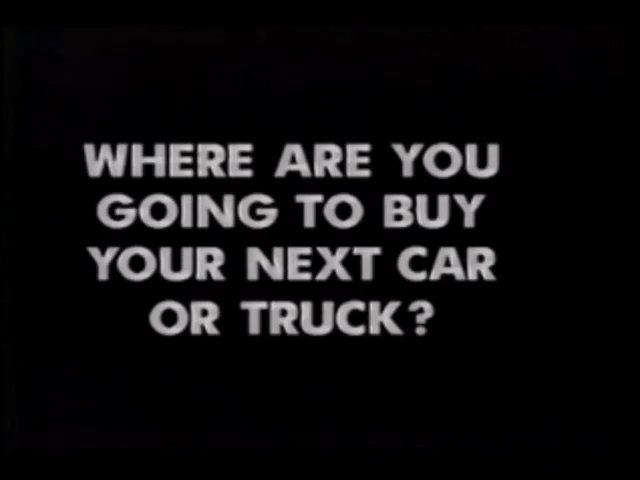 WHERE ARE YOU
GOING TO BUY
YOUR NEXT CAR
OR TRUCK?